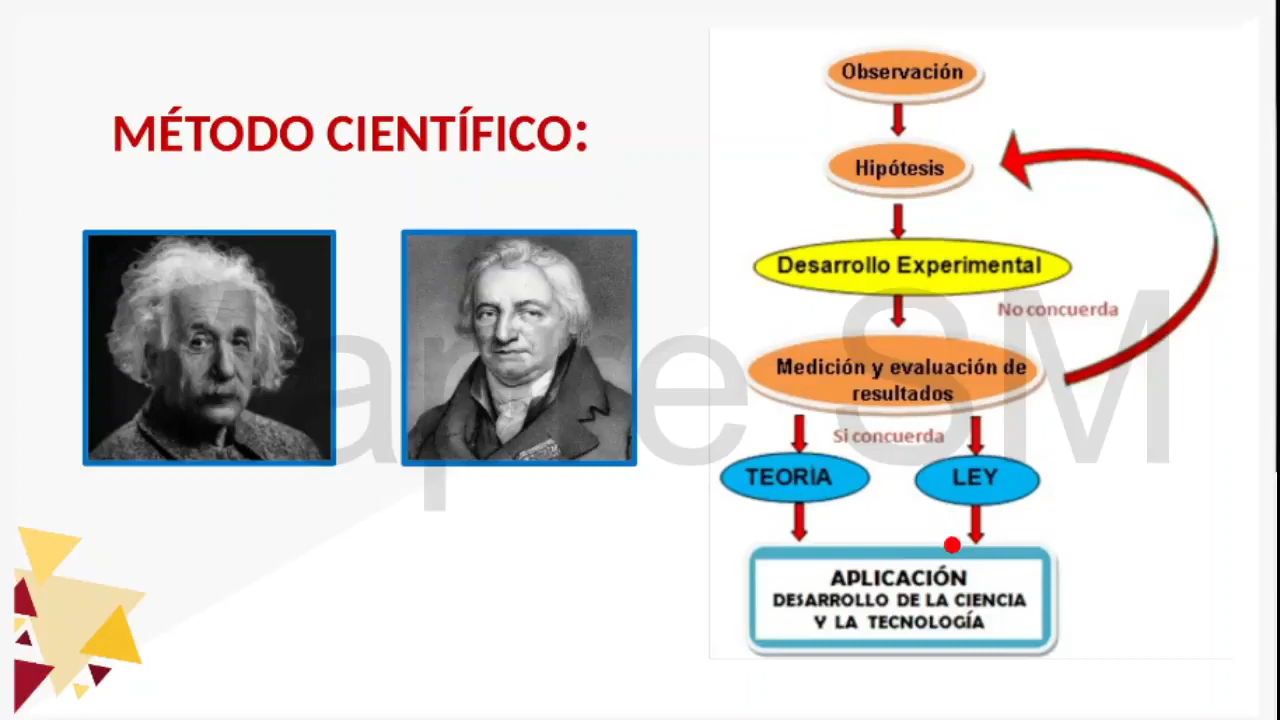 MÉTODO CIENTÍFICO:
Observación
Hipótesis
Desarrollo Experimental
No concuerda
Medición y evaluación de
resultados
Si concuerda
TEORÍA
LEY
APLICACIÓN
DESARROLLO DE LA CIENCIA
Y LA TECNOLOGÍA